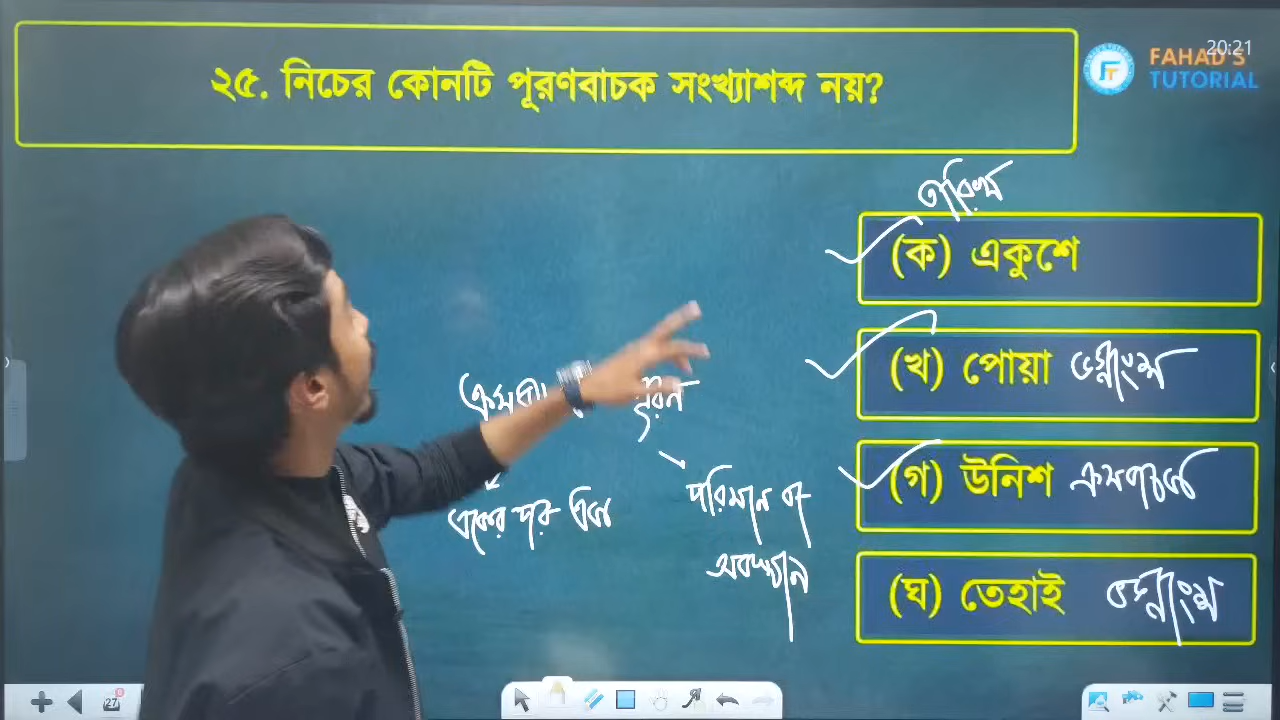 ২৫. নিচের কোনটি পূরণবাচক সংখ্যাশব্দ নয়?
20:21
FAHAD'S
TUTORIAL
তারিখ
(ক) একুশে
(খ) পোয়া ভগ্নাংশ
(গ) উনিশ ক্রমবাচক
(ঘ) তেহাই ভগ্নাংশ
পূরণ
একের পর এক
পরিমান বা
অবস্থান
27